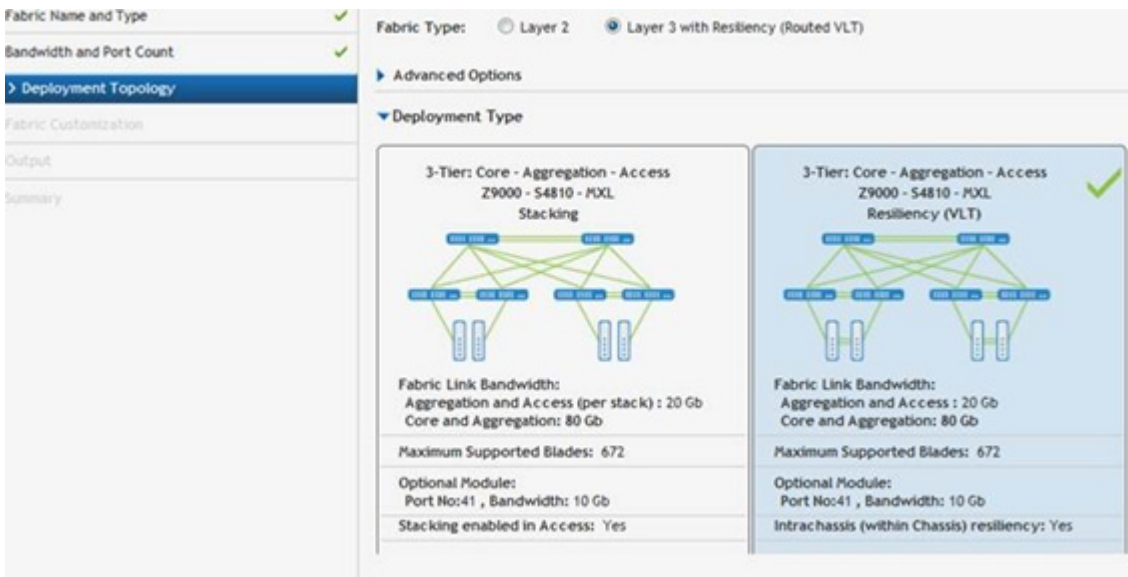 Fabric Name and Type
Bandwidth and Port Count
> Deployment Topology
Fabric Customization
Output
Summary
Fabric Type: Layer 2 Layer 3 with Resiliency (Routed VLT)
Advanced Options
Deployment Type
3-Tier: Core - Aggregation - Access
Z9000 - S4810 - MXL
Stacking
Fabric Link Bandwidth:
Aggregation and Access (per stack) : 20 Gb
Core and Aggregation: 80 Gb
Maximum Supported Blades: 672
Optional Module:
Port No:41 , Bandwidth: 10 Gb
Stacking enabled in Access: Yes
3-Tier: Core - Aggregation - Access
Z9000 - S4810 - MXL
Resiliency (VLT)
Fabric Link Bandwidth:
Aggregation and Access : 20 Gb
Core and Aggregation: 80 Gb
Maximum Supported Blades: 672
Optional Module:
Port No:41 , Bandwidth: 10 Gb
Intrachassis (within Chassis) resiliency: Yes